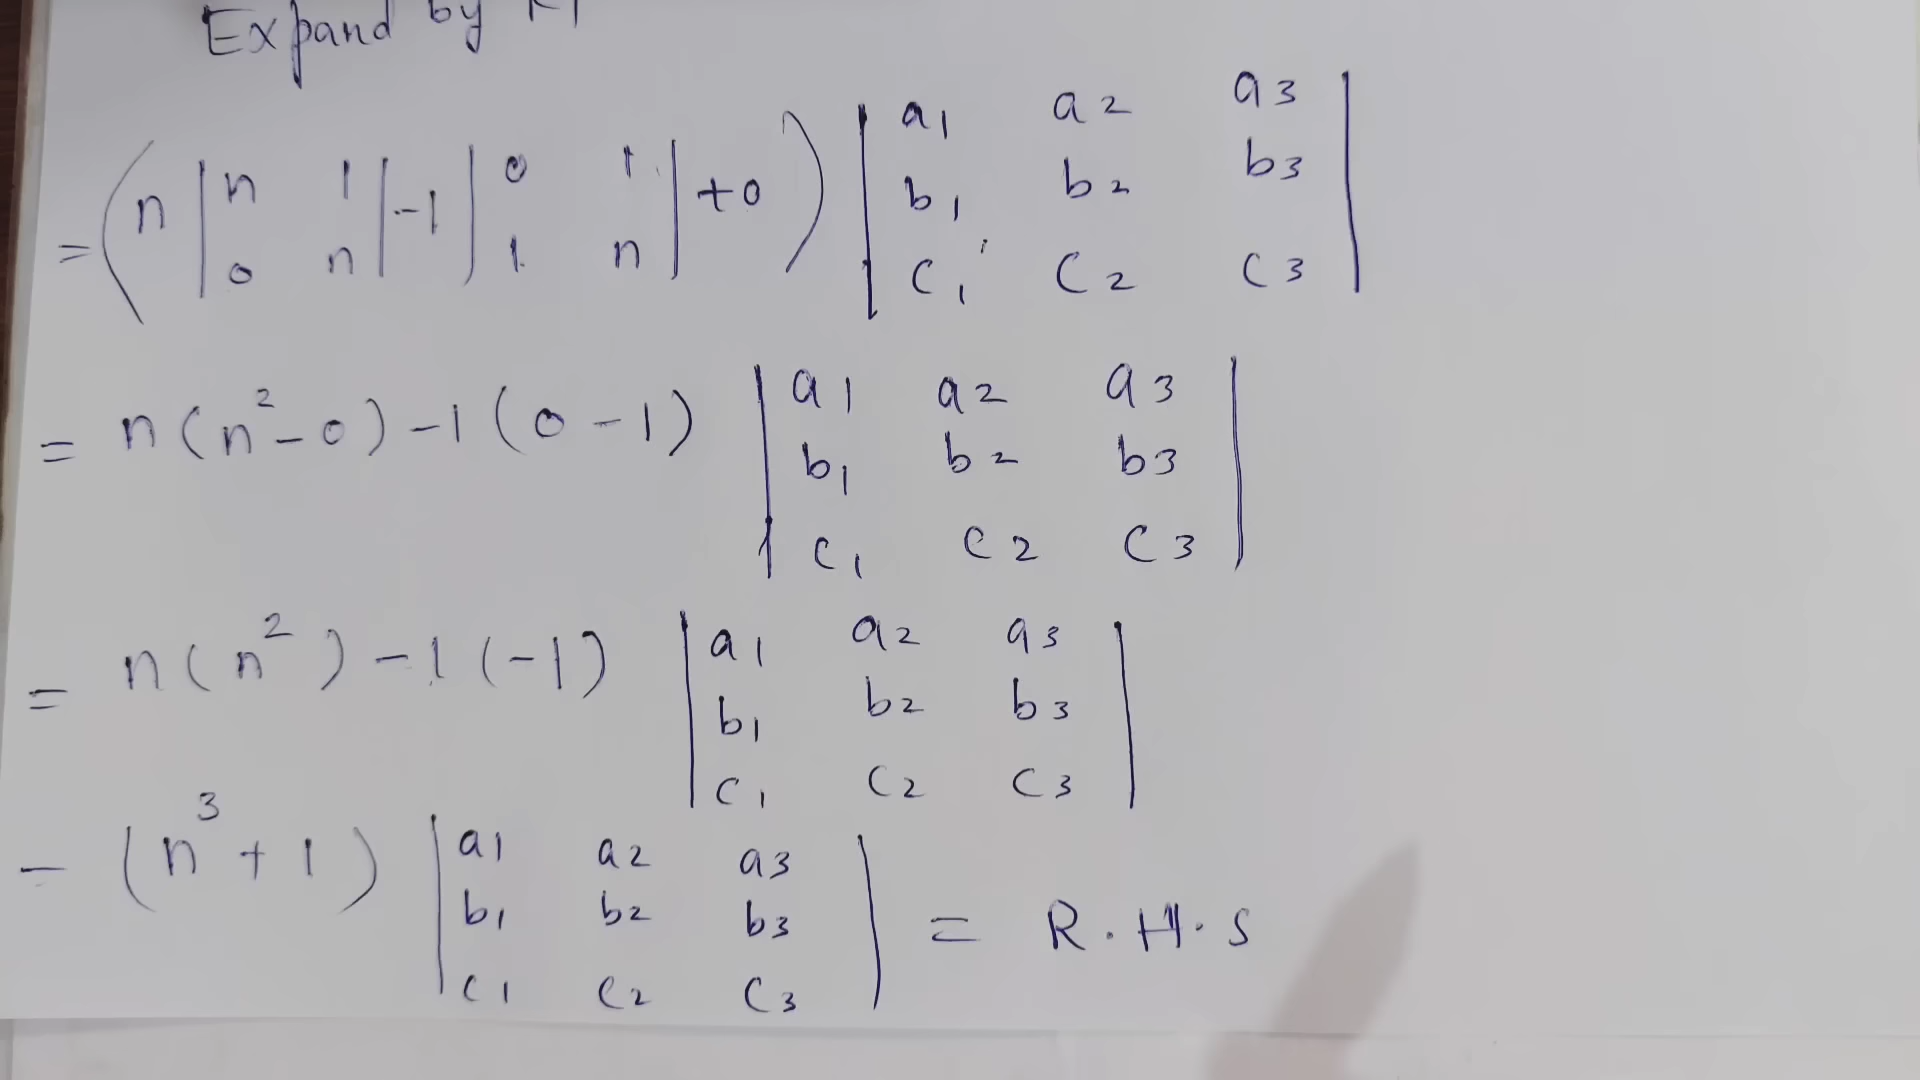 Expand by R1
= ( n | n 1 | -1 | 0 1 | +0 ) | a1 a2 a3 |
0 n 1 n b1 b2 b3
c1 c2 c3
= n(n²-0) -1(0-1) | a1 a2 a3 |
b1 b2 b3
c1 c2 c3
= n(n²) -1(-1) | a1 a2 a3 |
b1 b2 b3
c1 c2 c3
- (n³+1) | a1 a2 a3 |
b1 b2 b3 = R.H.S
c1 c2 c3